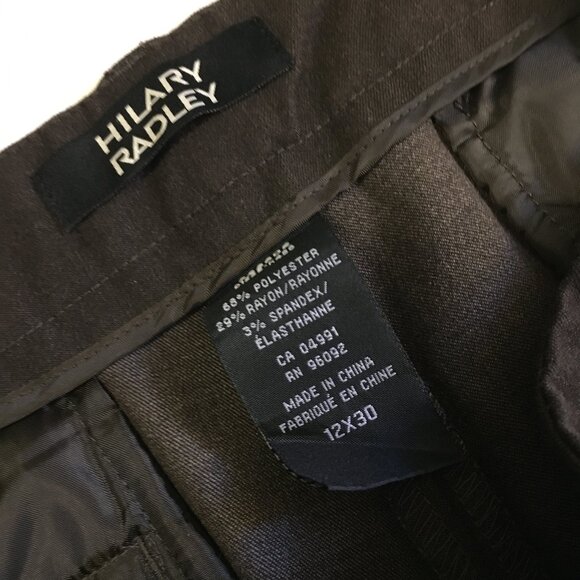 HILARY
RADLEY
68% POLYESTER
29% RAYON/RAYONNE
3% SPANDEX/
ÉLASTHANNE
CA 04991
RN 96092
MADE IN CHINA
FABRIQUÉ EN CHINE
12X30